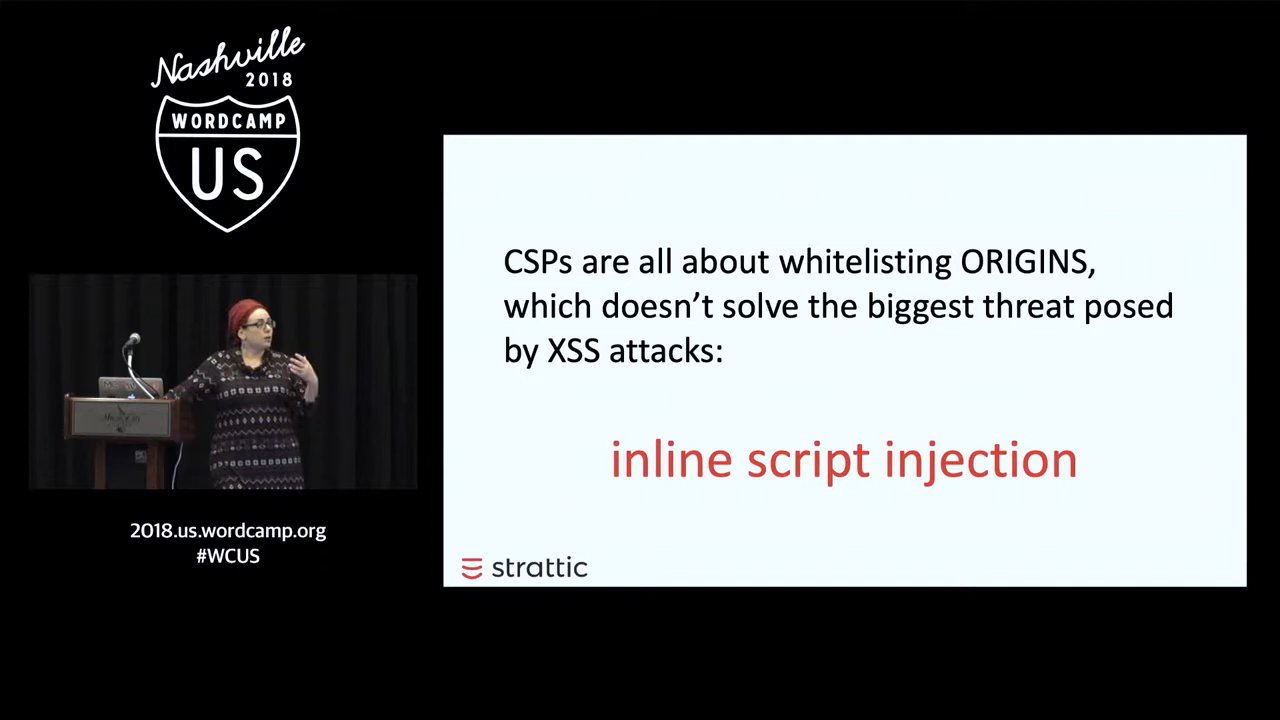 Nashville
2018
WORDCAMP
US
CSPs are all about whitelisting ORIGINS,
which doesn't solve the biggest threat posed
by XSS attacks:
inline script injection
strattic
2018.us.wordcamp.org
#WCUS